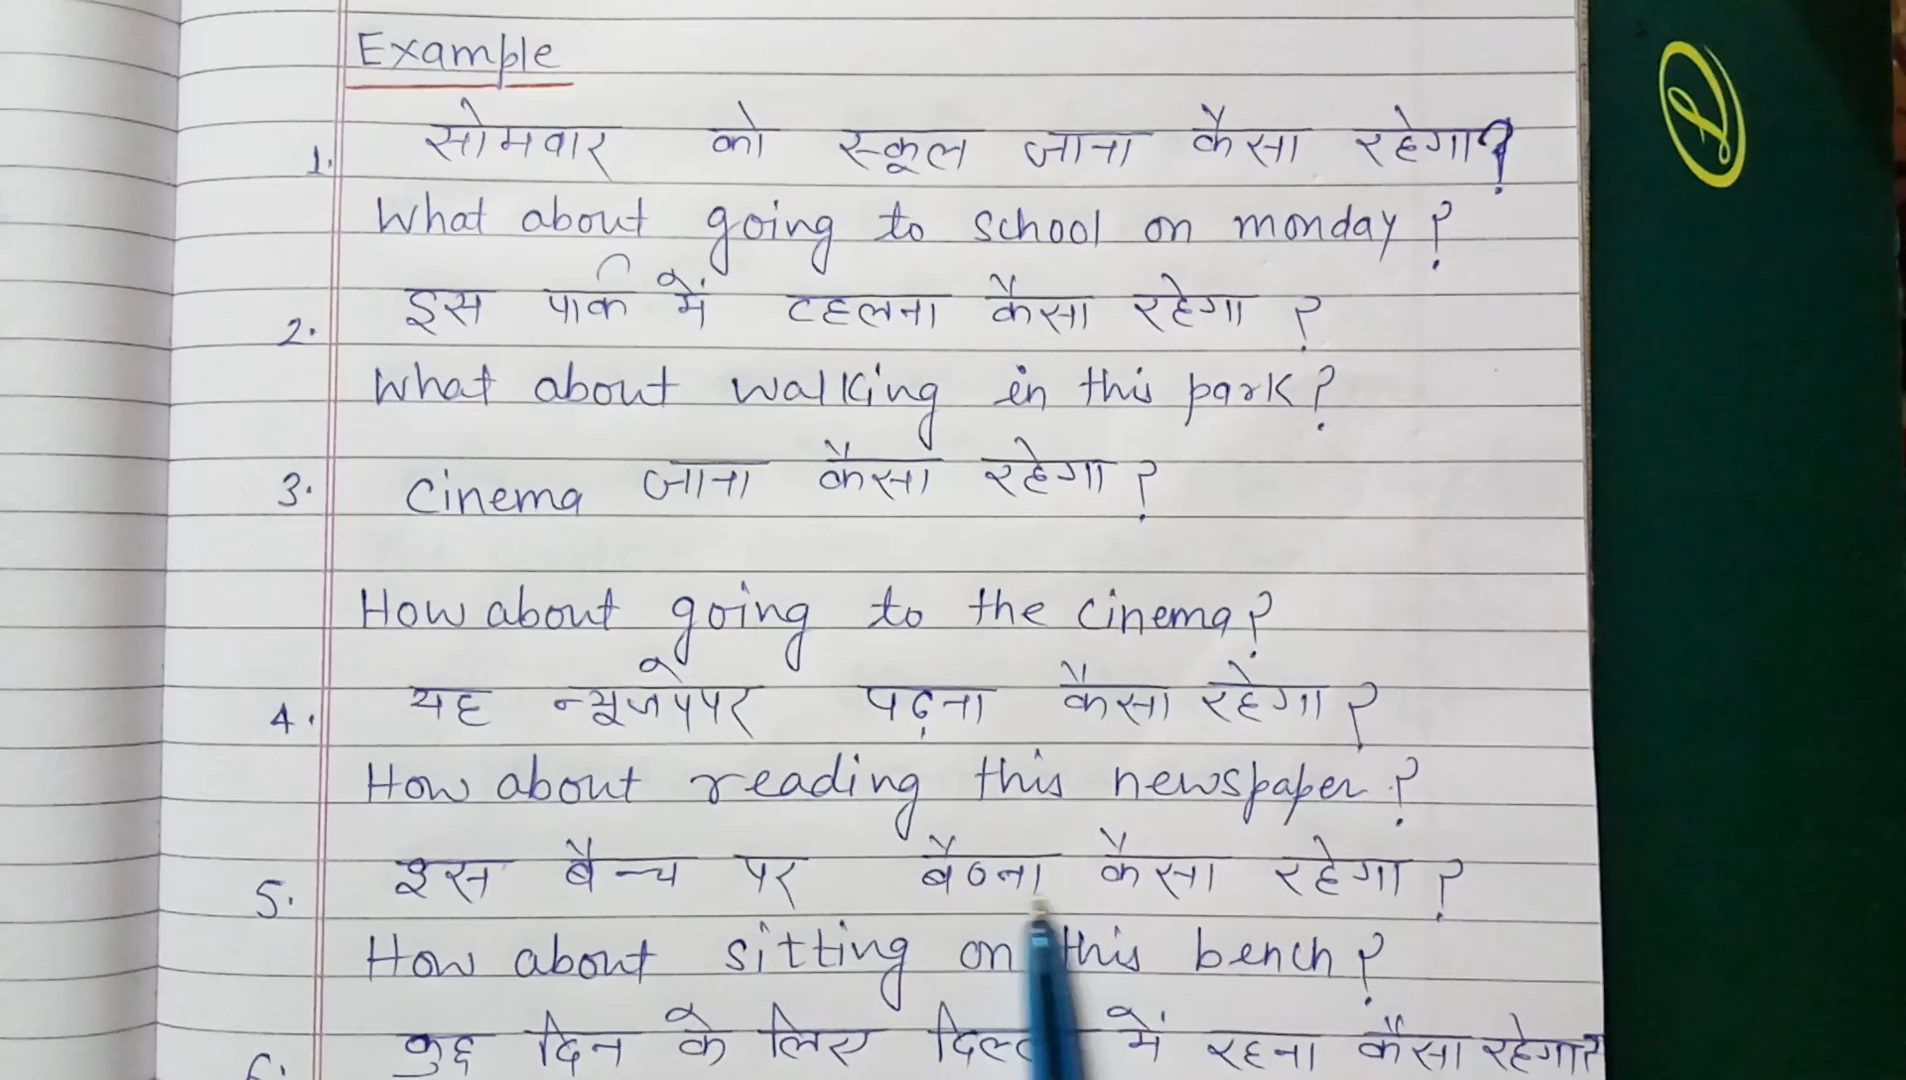 Example
1. सोमवार को स्कूल जाना कैसा रहेगा?
What about going to school on monday?
2. इस पार्क में टहलना कैसा रहेगा?
What about walking in this park?
3. Cinema जाना कैसा रहेगा?
How about going to the cinema?
4. यह न्यूजपेपर पढ़ना कैसा रहेगा?
How about reading this newspaper?
5. इस बैन्च पर बैठना कैसा रहेगा?
How about sitting on this bench?
6. कुछ दिन के लिए में रहना कैसा रहेगा?